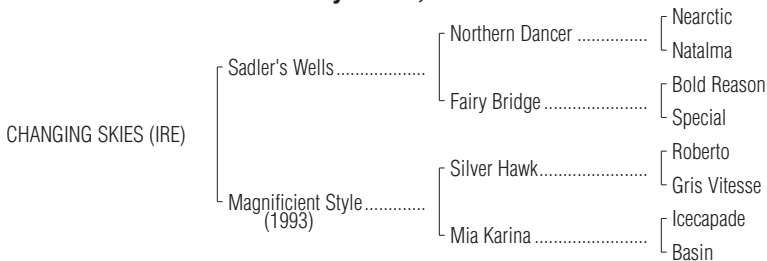 Nearctic
Northern Dancer ...............
Natalma
Sadler's Wells...................
Bold Reason
Fairy Bridge ......................
Special
CHANGING SKIES (IRE)
Roberto
Silver Hawk.......................
Gris Vitesse
Magnificient Style.............
(1993)
Icecapade
Mia Karina ........................
Basin